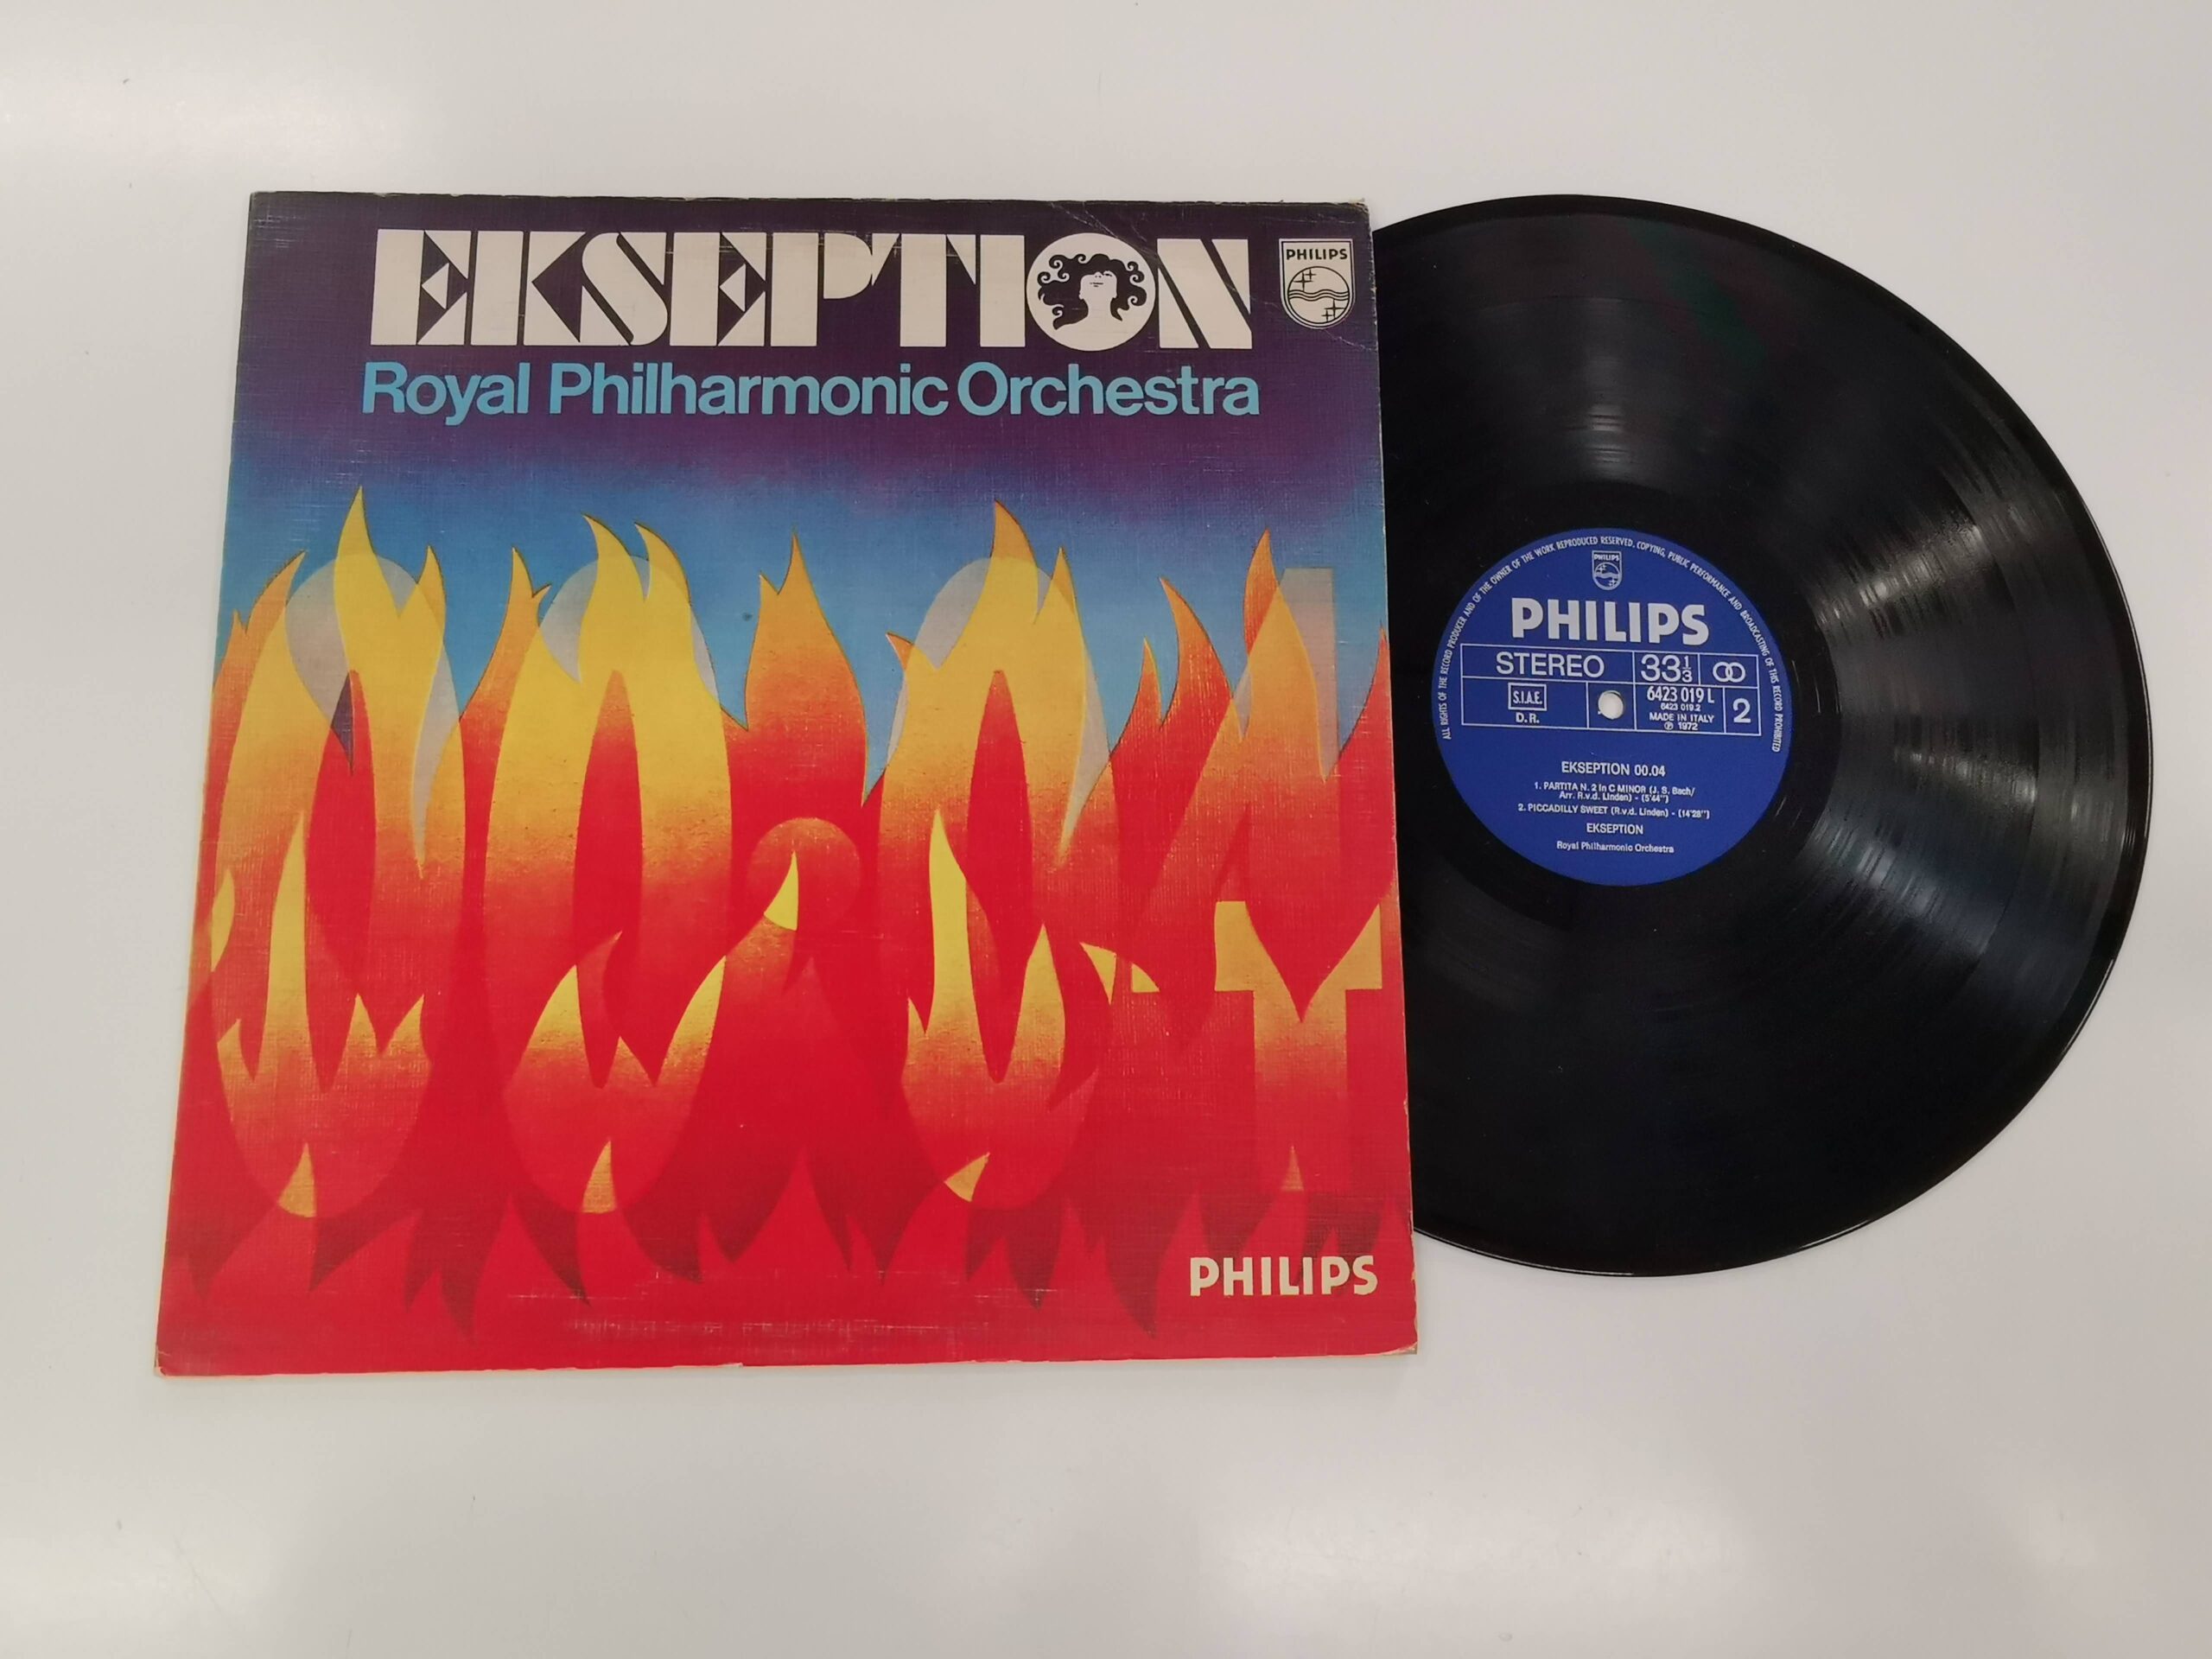 EKSEPTION
PHILIPS
Royal Philharmonic Orchestra
00.04
PHILIPS
ALL RIGHTS OF THE RECORD PRODUCER AND OF THE OWNER OF THE WORK REPRODUCED RESERVED. COPYING, PUBLIC PERFORMANCE AND BROADCASTING OF THIS RECORD PROHIBITED
PHILIPS
PHILIPS
STEREO 33 1/3
S.I.A.E. 6423 019 L
6423 019.2
D.R. MADE IN ITALY 2
℗ 1972
EKSEPTION 00.04
1. PARTITA N. 2 in C MINOR (J. S. Bach/
Arr. R.v.d. Linden) - (5'44")
2. PICCADILLY SWEET (R.v.d. Linden) - (14'28")
EKSEPTION
Royal Philharmonic Orchestra